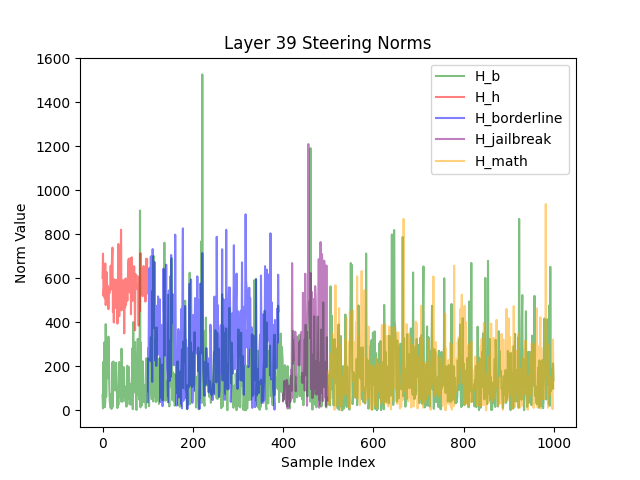 Layer 39 Steering Norms
Norm Value
1600
1400
1200
1000
800
600
400
200
0
H_b
H_h
H_borderline
H_jailbreak
H_math
0
200
400
600
800
1000
Sample Index